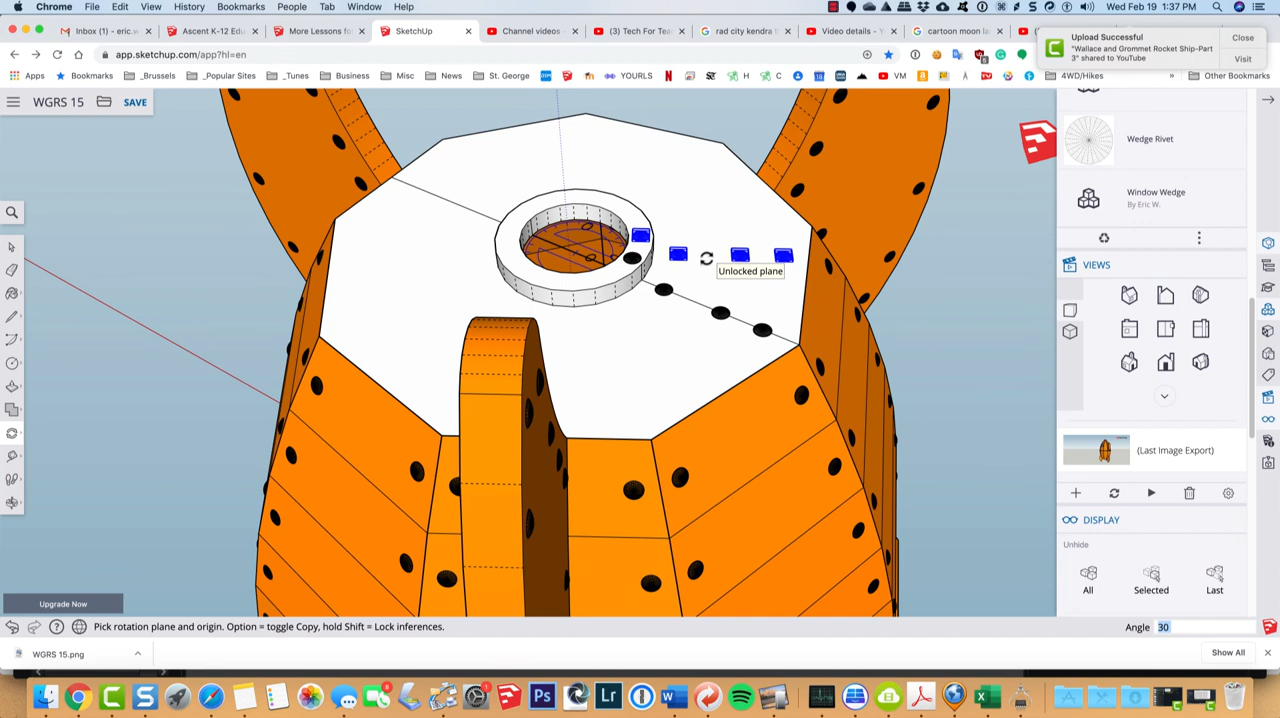 Chrome File Edit View History Bookmarks People Tab Window Help
Wed Feb 19 1:37 PM
Inbox (1) - eric.w
Ascent K-12 Edu
More Lessons fo
SketchUp
Channel videos -
(3) Tech For Tea
rad city kendra t
Video details - Y
cartoon moon la
Upload Successful
"Wallace and Grommet Rocket Ship-Part
3" shared to YouTube
Close
Visit
app.sketchup.com/app?hl=en
Apps Bookmarks _Brussels _Popular Sites _Tunes Business Misc News St. George YOURLS H C VM 4WD/Hikes » Other Bookmarks
WGRS 15 SAVE
Wedge Rivet
Window Wedge
By Eric W.
VIEWS
Unlocked plane
(Last Image Export)
DISPLAY
Unhide
All Selected Last
Upgrade Now
Pick rotation plane and origin. Option = toggle Copy, hold Shift = Lock inferences.
Angle 30
WGRS 15.png
Show All